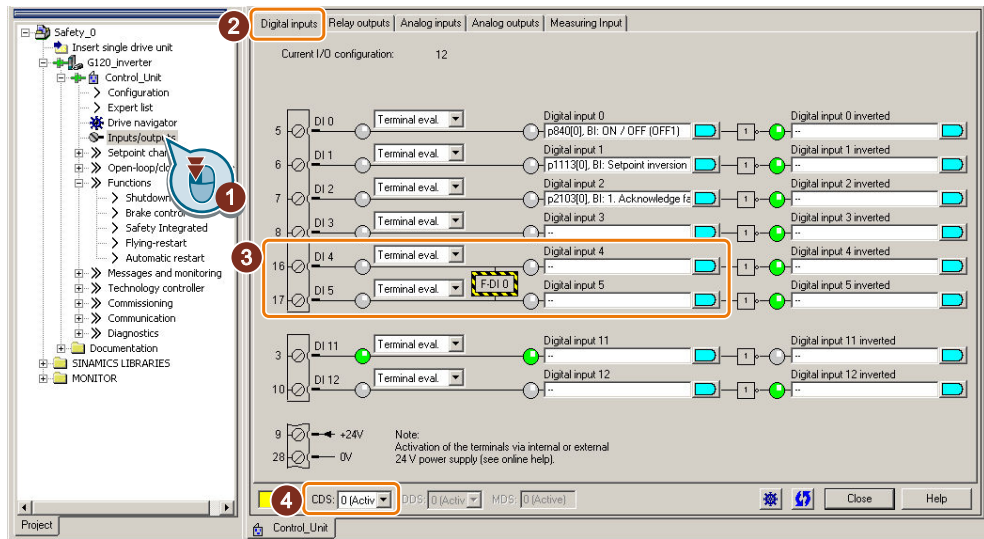 Safety_0
Insert single drive unit
G120_inverter
Control_Unit
Configuration
Expert list
Drive navigator
Inputs/outputs
Setpoint chan
Open-loop/clo
Functions
Shutdown
Brake control
Safety Integrated
Flying-restart
Automatic restart
Messages and monitoring
Technology controller
Commissioning
Communication
Diagnostics
Documentation
SINAMICS LIBRARIES
MONITOR
Project
1
2
Digital inputs Relay outputs Analog inputs Analog outputs Measuring Input
Current I/O configuration: 12
5 DI 0 Terminal eval. Digital input 0 Digital input 0 inverted
p840[0], BI: ON / OFF (OFF1) 1 --
6 DI 1 Terminal eval. Digital input 1 Digital input 1 inverted
p1113[0], BI: Setpoint inversion 1 --
7 DI 2 Terminal eval. Digital input 2 Digital input 2 inverted
p2103[0], BI: 1. Acknowledge fa 1 --
8 DI 3 Terminal eval. Digital input 3 Digital input 3 inverted
-- 1 --
3
16 DI 4 Terminal eval. Digital input 4 Digital input 4 inverted
-- 1 --
F-DI 0
17 DI 5 Terminal eval. Digital input 5 Digital input 5 inverted
-- 1 --
3 DI 11 Terminal eval. Digital input 11 Digital input 11 inverted
-- 1 --
10 DI 12 Terminal eval. Digital input 12 Digital input 12 inverted
-- 1 --
9 +24V Note:
Activation of the terminals via internal or external
28 0V 24 V power supply (see online help).
4 CDS: 0 (Activ DDS: 0 (Activ MDS: 0 (Active) Close Help
Control_Unit